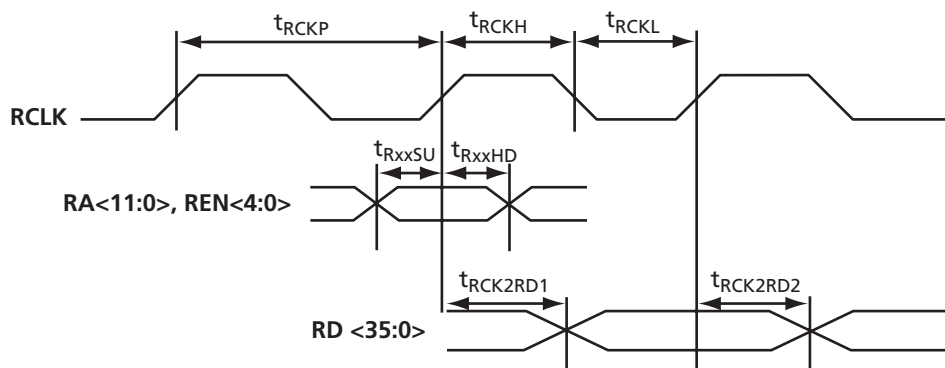 tRCKP tRCKH tRCKL
RCLK
tRxxSU tRxxHD
RA<11:0>, REN<4:0>
tRCK2RD1 tRCK2RD2
RD <35:0>